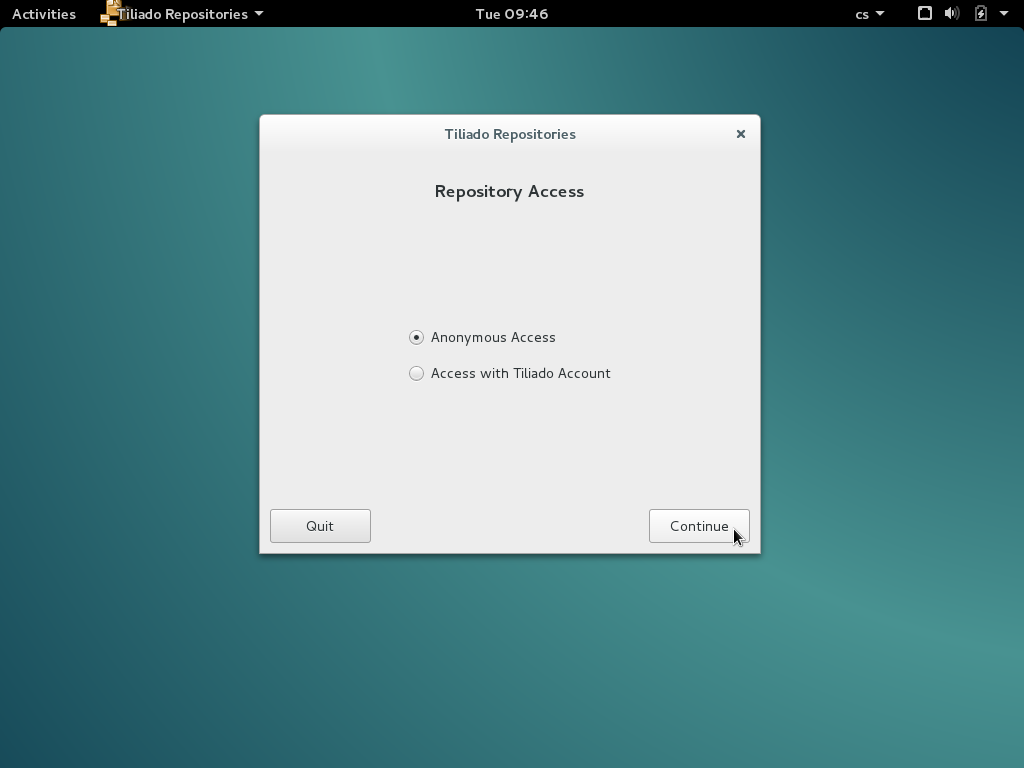 Activities Tiliado Repositories Tue 09:46 cs
Tiliado Repositories
Repository Access
Anonymous Access
Access with Tiliado Account
Quit Continue